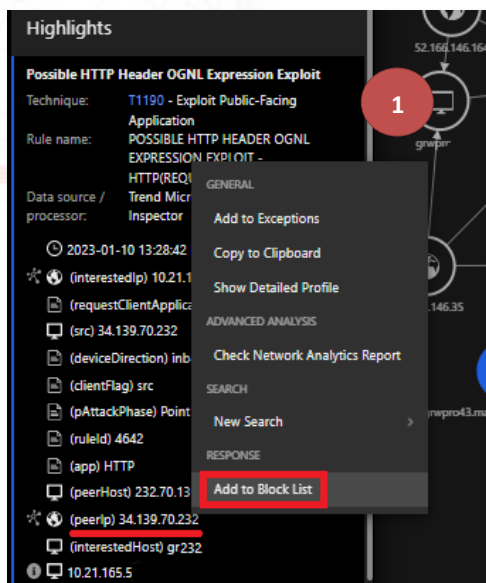 Highlights
Possible HTTP Header OGNL Expression Exploit
Technique: T1190 - Exploit Public-Facing
Application
Rule name: POSSIBLE HTTP HEADER OGNL
EXPRESSION EXPLOIT -
HTTP(REQU
Data source / Trend Micr
processor: Inspector
2023-01-10 13:28:42
(interestedIp) 10.21.1
(requestClientApplica
(src) 34.139.70.232
(deviceDirection) inb
(clientFlag) src
(pAttackPhase) Point
(ruleId) 4642
(app) HTTP
(peerHost) 232.70.13
(peerIp) 34.139.70.232
(interestedHost) gr232
10.21.165.5
GENERAL
Add to Exceptions
Copy to Clipboard
Show Detailed Profile
ADVANCED ANALYSIS
Check Network Analytics Report
SEARCH
New Search
RESPONSE
Add to Block List
52.166.146.164
1
grwprr
.146.35
rwpro43.ma